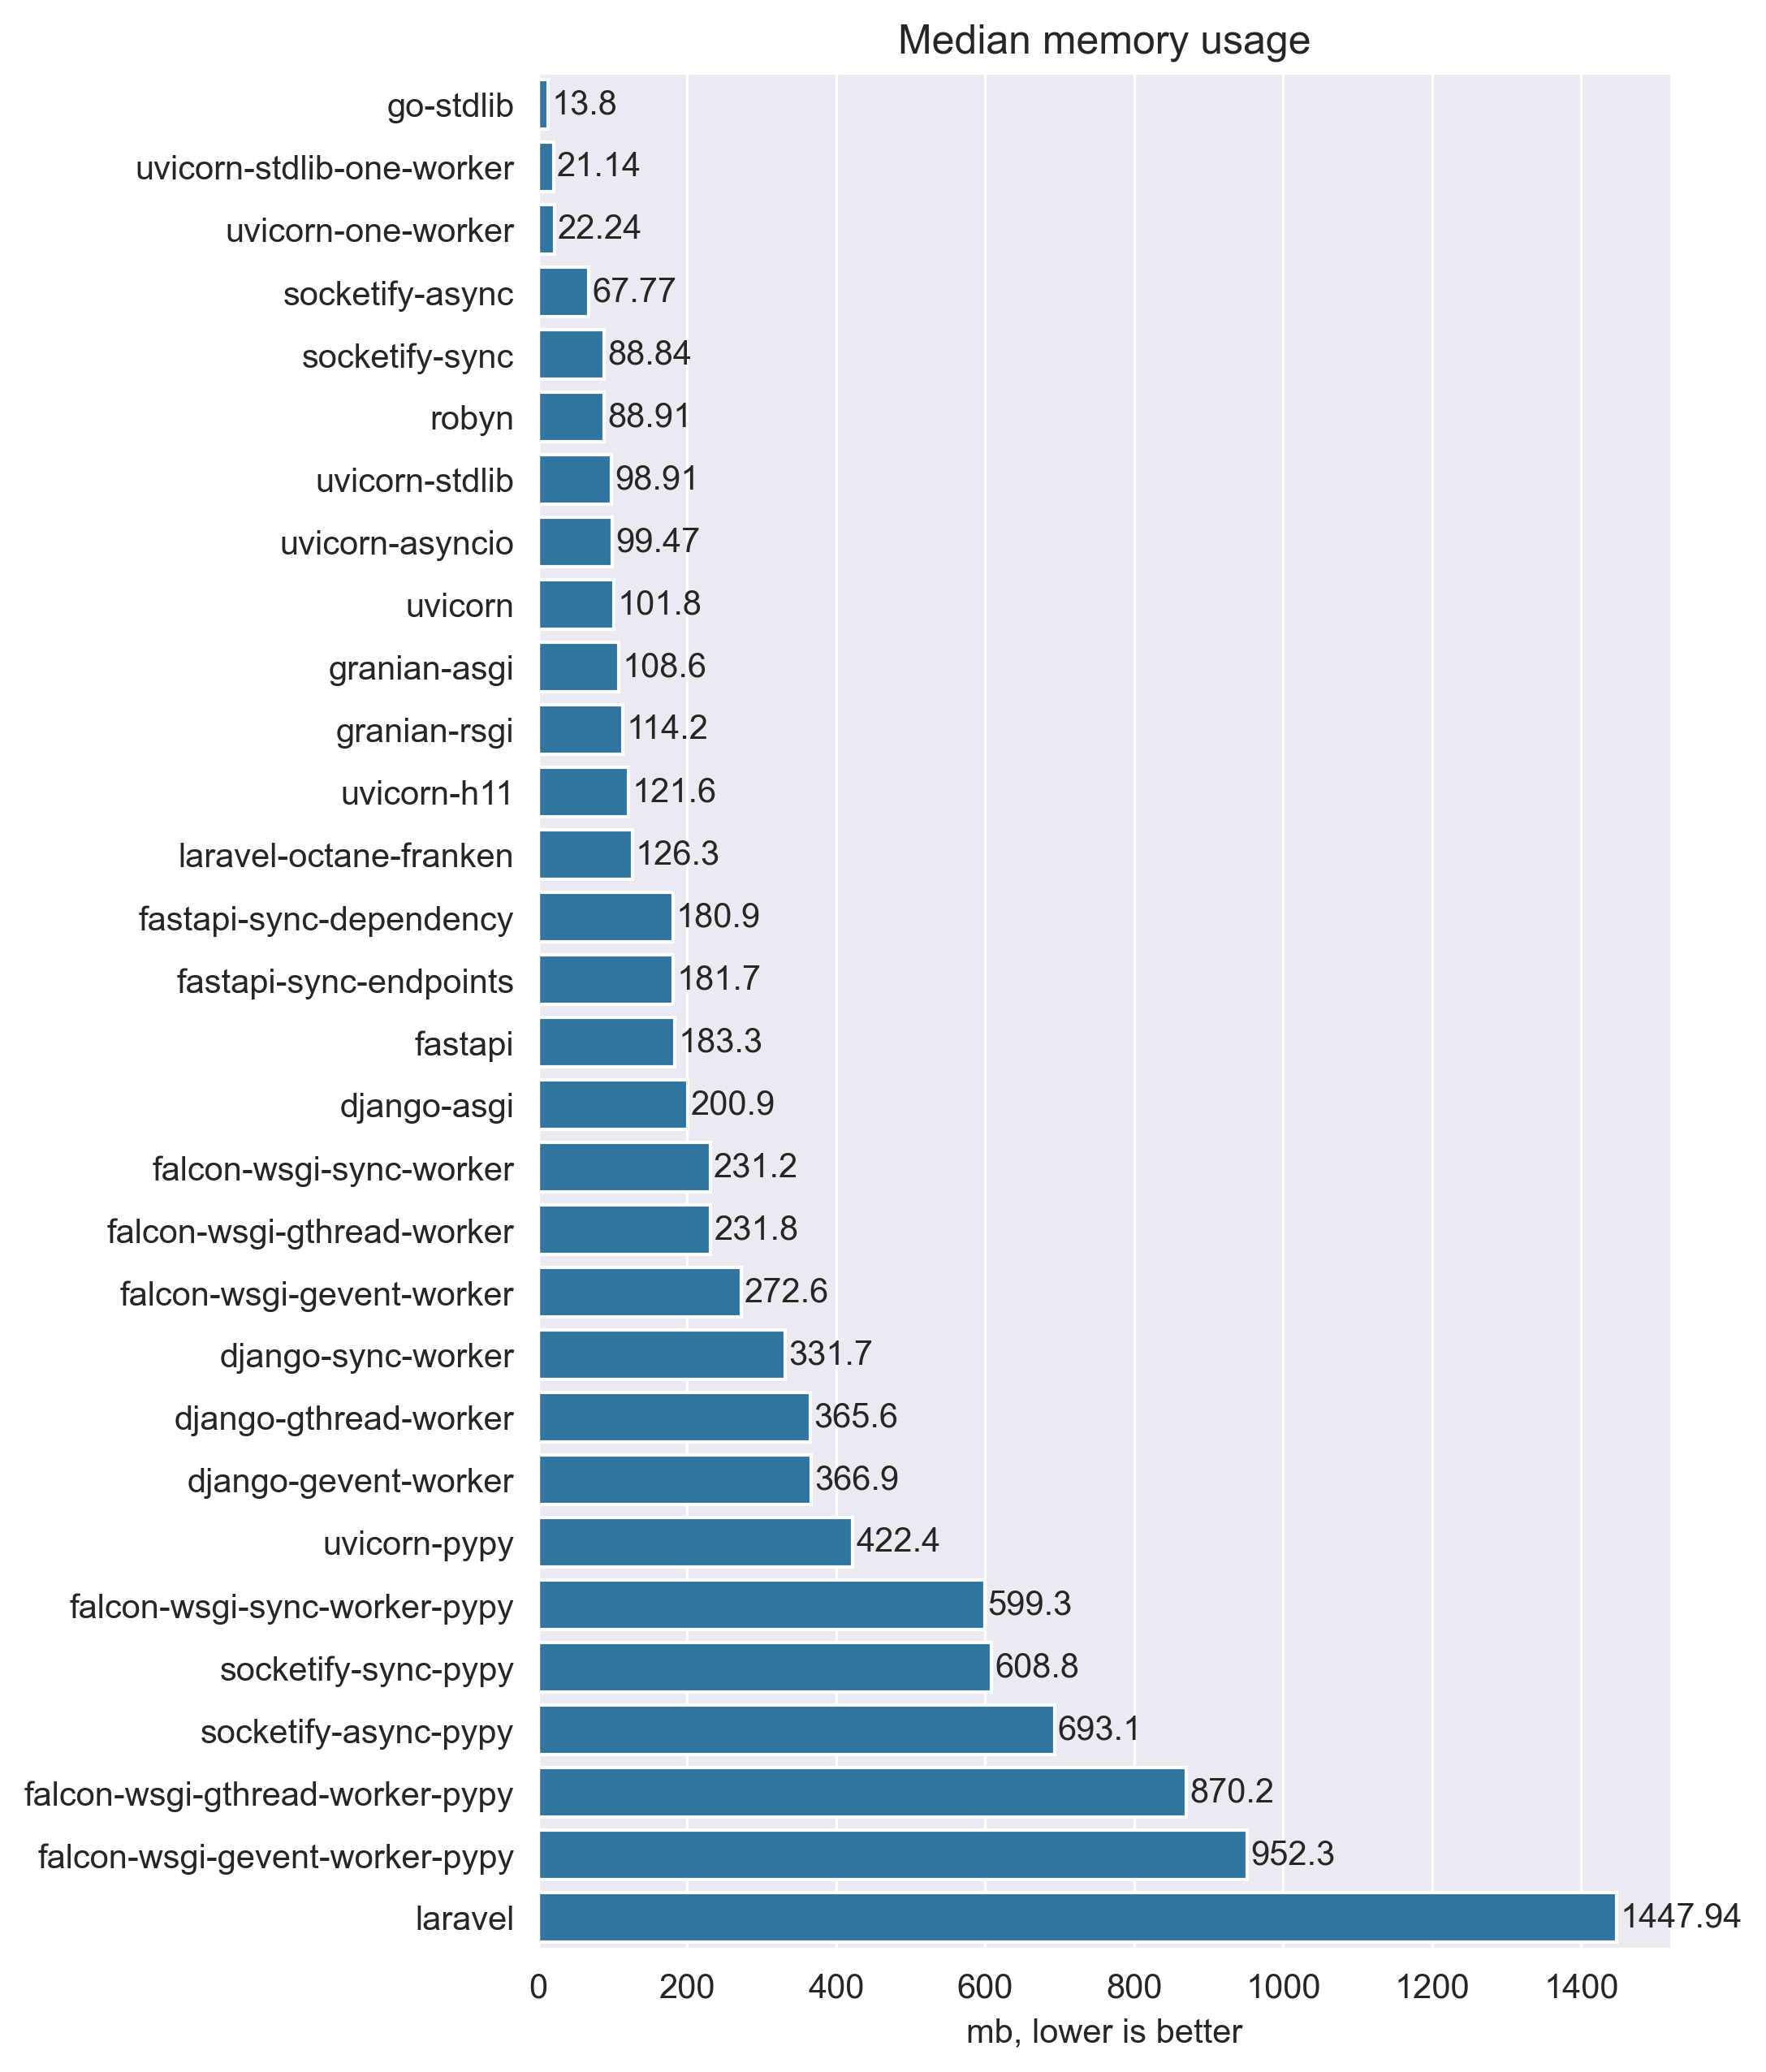 Median memory usage
go-stdlib 13.8
uvicorn-stdlib-one-worker 21.14
uvicorn-one-worker 22.24
socketify-async 67.77
socketify-sync 88.84
robyn 88.91
uvicorn-stdlib 98.91
uvicorn-asyncio 99.47
uvicorn 101.8
granian-asgi 108.6
granian-rsgi 114.2
uvicorn-h11 121.6
laravel-octane-franken 126.3
fastapi-sync-dependency 180.9
fastapi-sync-endpoints 181.7
fastapi 183.3
django-asgi 200.9
falcon-wsgi-sync-worker 231.2
falcon-wsgi-gthread-worker 231.8
falcon-wsgi-gevent-worker 272.6
django-sync-worker 331.7
django-gthread-worker 365.6
django-gevent-worker 366.9
uvicorn-pypy 422.4
falcon-wsgi-sync-worker-pypy 599.3
socketify-sync-pypy 608.8
socketify-async-pypy 693.1
falcon-wsgi-gthread-worker-pypy 870.2
falcon-wsgi-gevent-worker-pypy 952.3
laravel 1447.94
0 200 400 600 800 1000 1200 1400
mb, lower is better